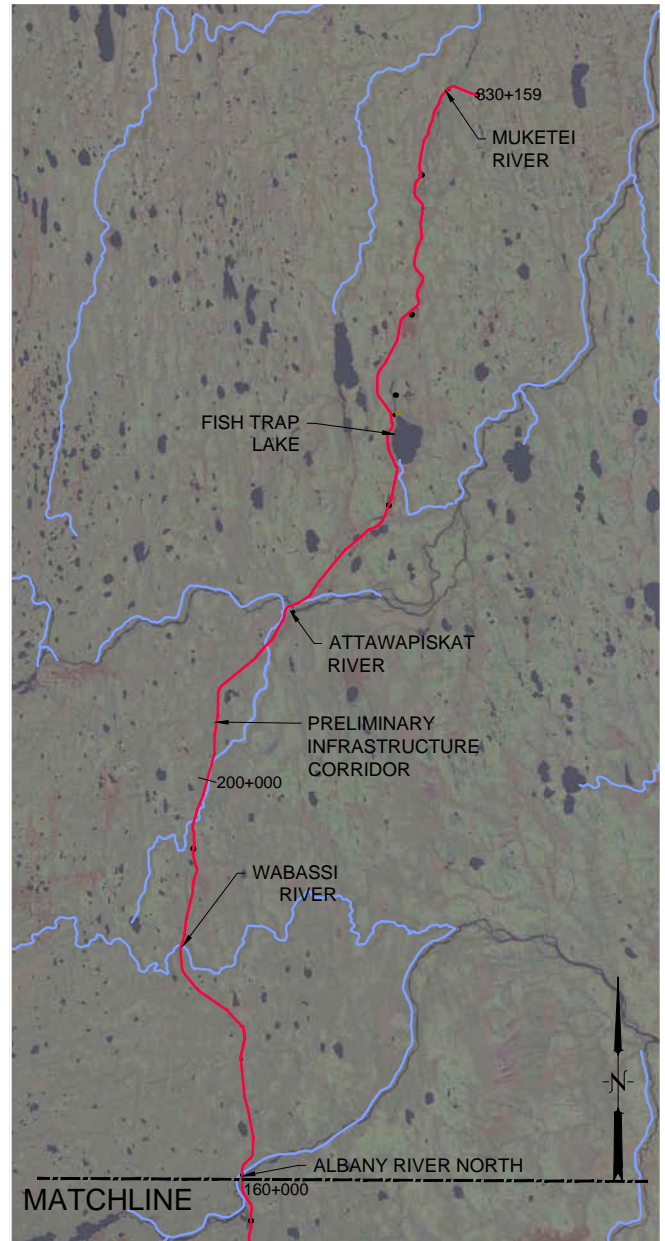 330+159
MUKETEI
RIVER
FISH TRAP
LAKE
ATTAWAPISKAT
RIVER
PRELIMINARY
INFRASTRUCTURE
CORRIDOR
200+000
WABASSI
RIVER
N
ALBANY RIVER NORTH
160+000
MATCHLINE